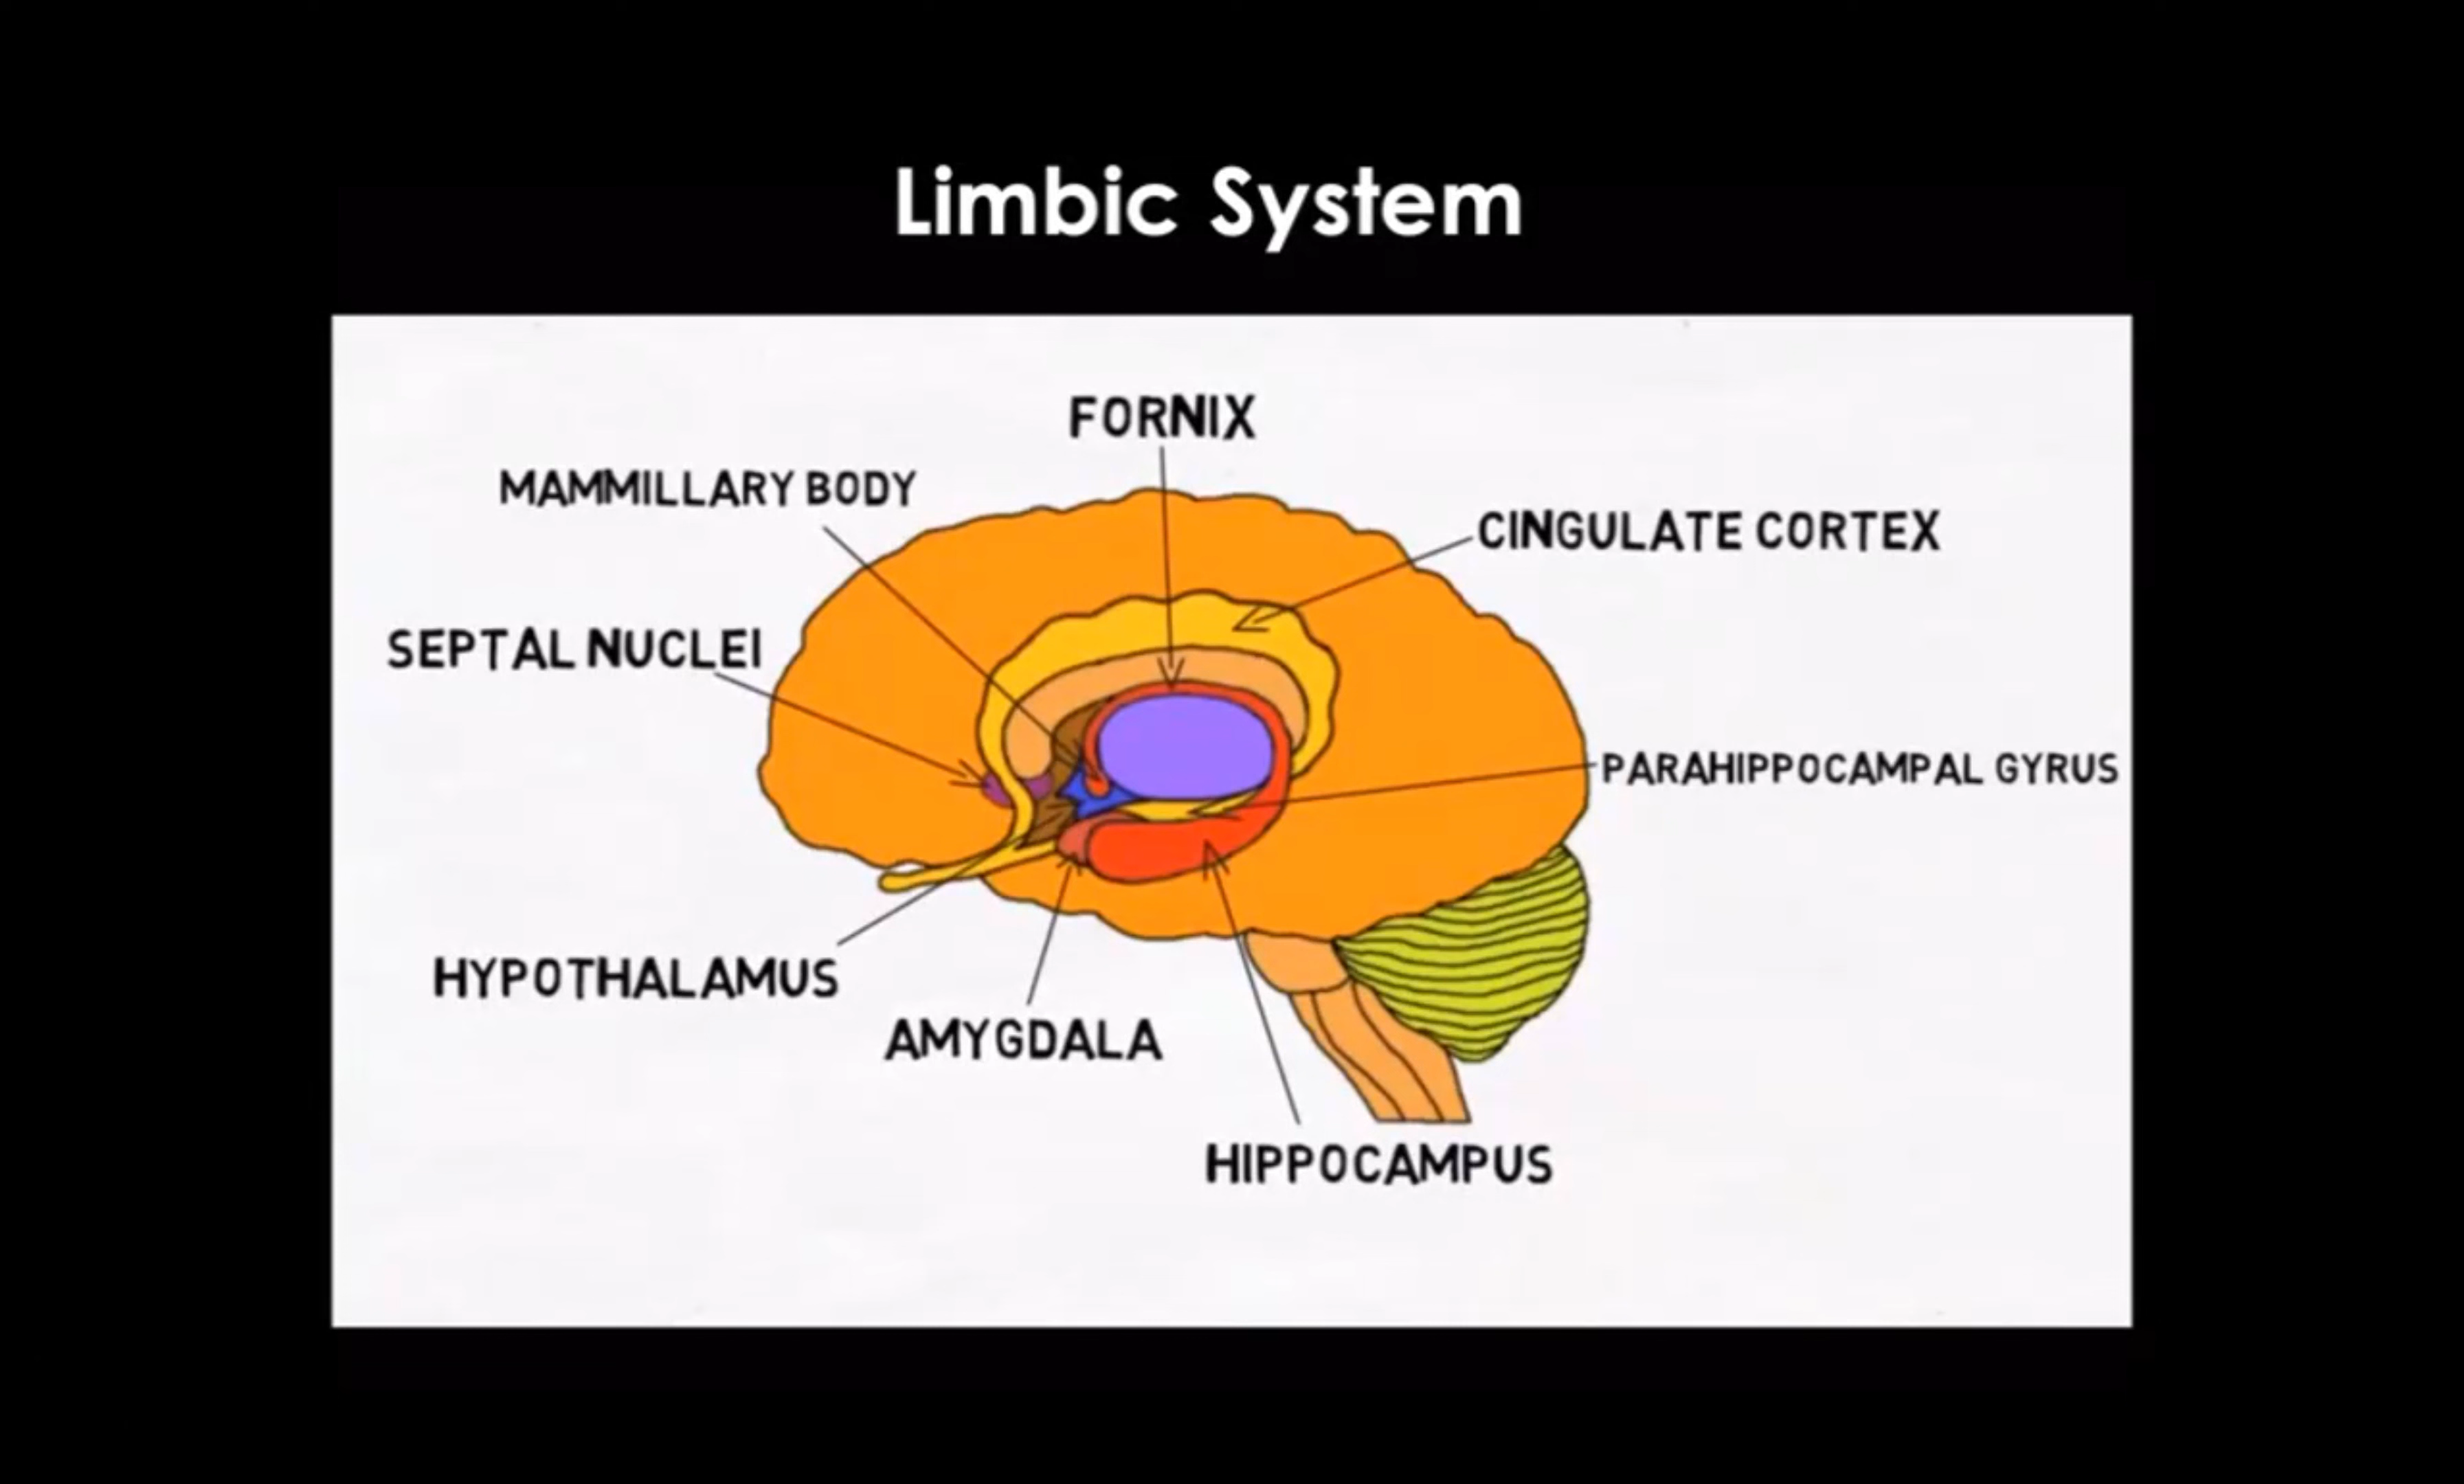 Limbic System
FORNIX
MAMMILLARY BODY
CINGULATE CORTEX
SEPTAL NUCLEI
PARAHIPPOCAMPAL GYRUS
HYPOTHALAMUS
AMYGDALA
HIPPOCAMPUS